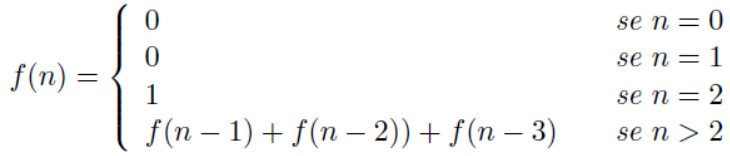 0 se n = 0
0 se n = 1
f(n) =
1 se n = 2
f(n − 1) + f(n − 2)) + f(n − 3) se n > 2